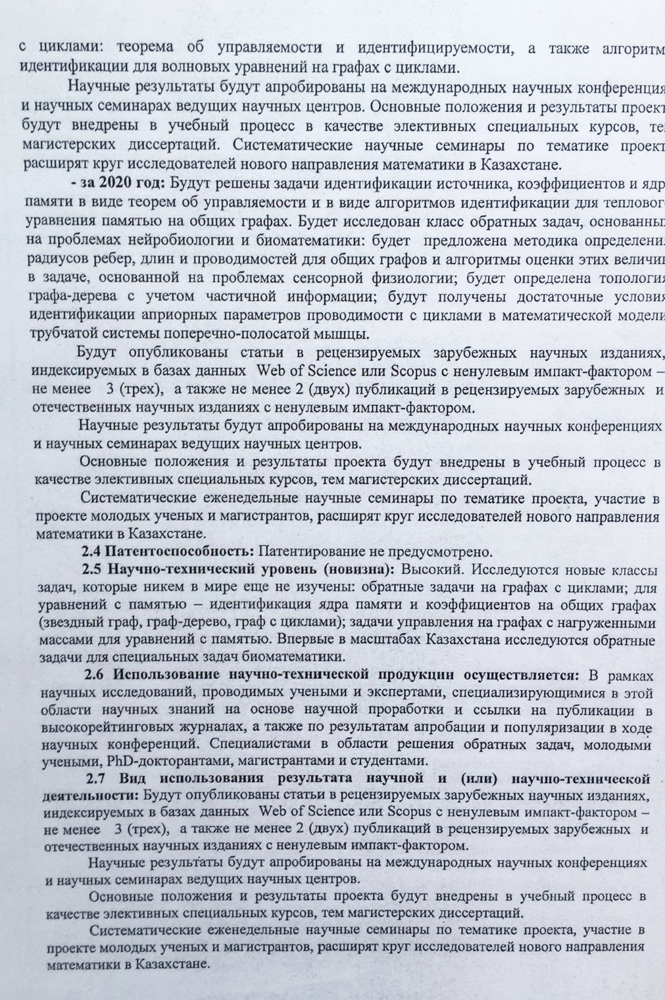 с циклами: теорема об управляемости и идентифицируемости, а также алгоритм
идентификации для волновых уравнений на графах с циклами.
Научные результаты будут апробированы на международных научных конференция
и научных семинарах ведущих научных центров. Основные положения и результаты проект
будут внедрены в учебный процесс в качестве элективных специальных курсов, те
магистерских диссертаций. Систематические научные семинары по тематике проект
расширят круг исследователей нового направления математики в Казахстане.
- за 2020 год: Будут решены задачи идентификации источника, коэффициентов и ядр
памяти в виде теорем об управляемости и в виде алгоритмов идентификации для теплового
уравнения памятью на общих графах. Будет исследован класс обратных задач, основанны
на проблемах нейробиологии и биоматематики: будет предложена методика определени
радиусов ребер, длин и проводимостей для общих графов и алгоритмы оценки этих величин
в задаче, основанной на проблемах сенсорной физиологии; будет определена топология
графа-дерева с учетом частичной информации; будут получены достаточные условия
идентификации априорных параметров проводимости с циклами в математической модели
трубчатой системы поперечно-полосатой мышцы.
Будут опубликованы статьи в рецензируемых зарубежных научных изданиях,
индексируемых в базах данных Web of Science или Scopus с ненулевым импакт-фактором –
не менее 3 (трех), а также не менее 2 (двух) публикаций в рецензируемых зарубежных и
отечественных научных изданиях с ненулевым импакт-фактором.
Научные результаты будут апробированы на международных научных конференциях
и научных семинарах ведущих научных центров.
Основные положения и результаты проекта будут внедрены в учебный процесс в
качестве элективных специальных курсов, тем магистерских диссертаций.
Систематические еженедельные научные семинары по тематике проекта, участие в
проекте молодых ученых и магистрантов, расширят круг исследователей нового направления
математики в Казахстане.
2.4 Патентоспособность: Патентирование не предусмотрено.
2.5 Научно-технический уровень (новизна): Высокий. Исследуются новые классы
задач, которые никем в мире еще не изучены: обратные задачи на графах с циклами; для
уравнений с памятью – идентификация ядра памяти и коэффициентов на общих графах
(звездный граф, граф-дерево, граф с циклами); задачи управления на графах с нагруженными
массами для уравнений с памятью. Впервые в масштабах Казахстана исследуются обратные
задачи для специальных задач биоматематики.
2.6 Использование научно-технической продукции осуществляется: В рамках
научных исследований, проводимых учеными и экспертами, специализирующимися в этой
области научных знаний на основе научной проработки и ссылки на публикации в
высокорейтинговых журналах, а также по результатам апробации и популяризации в ходе
научных конференций. Специалистами в области решения обратных задач, молодыми
учеными, PhD-докторантами, магистрантами и студентами.
2.7 Вид использования результата научной и (или) научно-технической
деятельности: Будут опубликованы статьи в рецензируемых зарубежных научных изданиях,
индексируемых в базах данных Web of Science или Scopus с ненулевым импакт-фактором –
не менее 3 (трех), а также не менее 2 (двух) публикаций в рецензируемых зарубежных и
отечественных научных изданиях с ненулевым импакт-фактором.
Научные результаты будут апробированы на международных научных конференциях
и научных семинарах ведущих научных центров.
Основные положения и результаты проекта будут внедрены в учебный процесс в
качестве элективных специальных курсов, тем магистерских диссертаций.
Систематические еженедельные научные семинары по тематике проекта, участие в
проекте молодых ученых и магистрантов, расширят круг исследователей нового направления
математики в Казахстане.